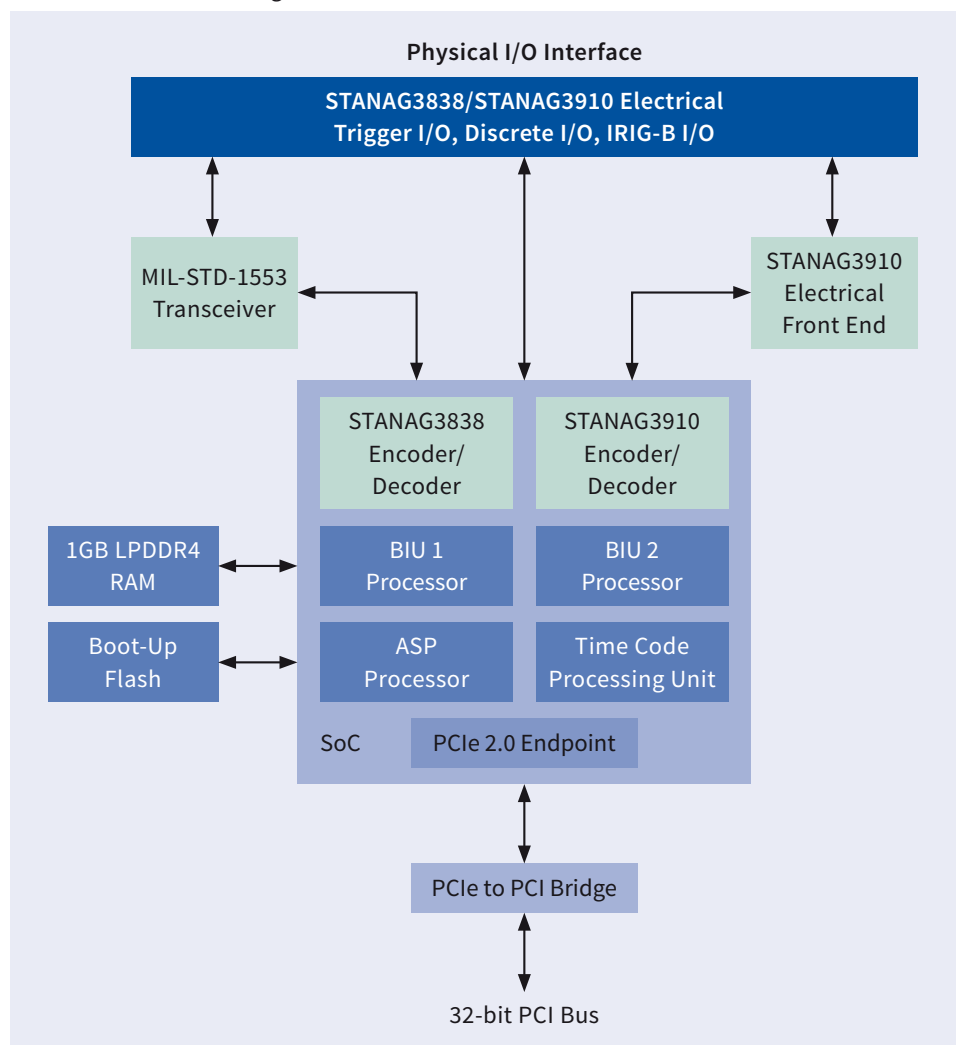 Physical I/O Interface
STANAG3838/STANAG3910 Electrical
Trigger I/O, Discrete I/O, IRIG-B I/O
MIL-STD-1553
Transceiver
STANAG3910
Electrical
Front End
STANAG3838
Encoder/
Decoder
STANAG3910
Encoder/
Decoder
1GB LPDDR4
RAM
BIU 1
Processor
BIU 2
Processor
Boot-Up
Flash
ASP
Processor
Time Code
Processing Unit
SoC
PCIe 2.0 Endpoint
PCIe to PCI Bridge
32-bit PCI Bus